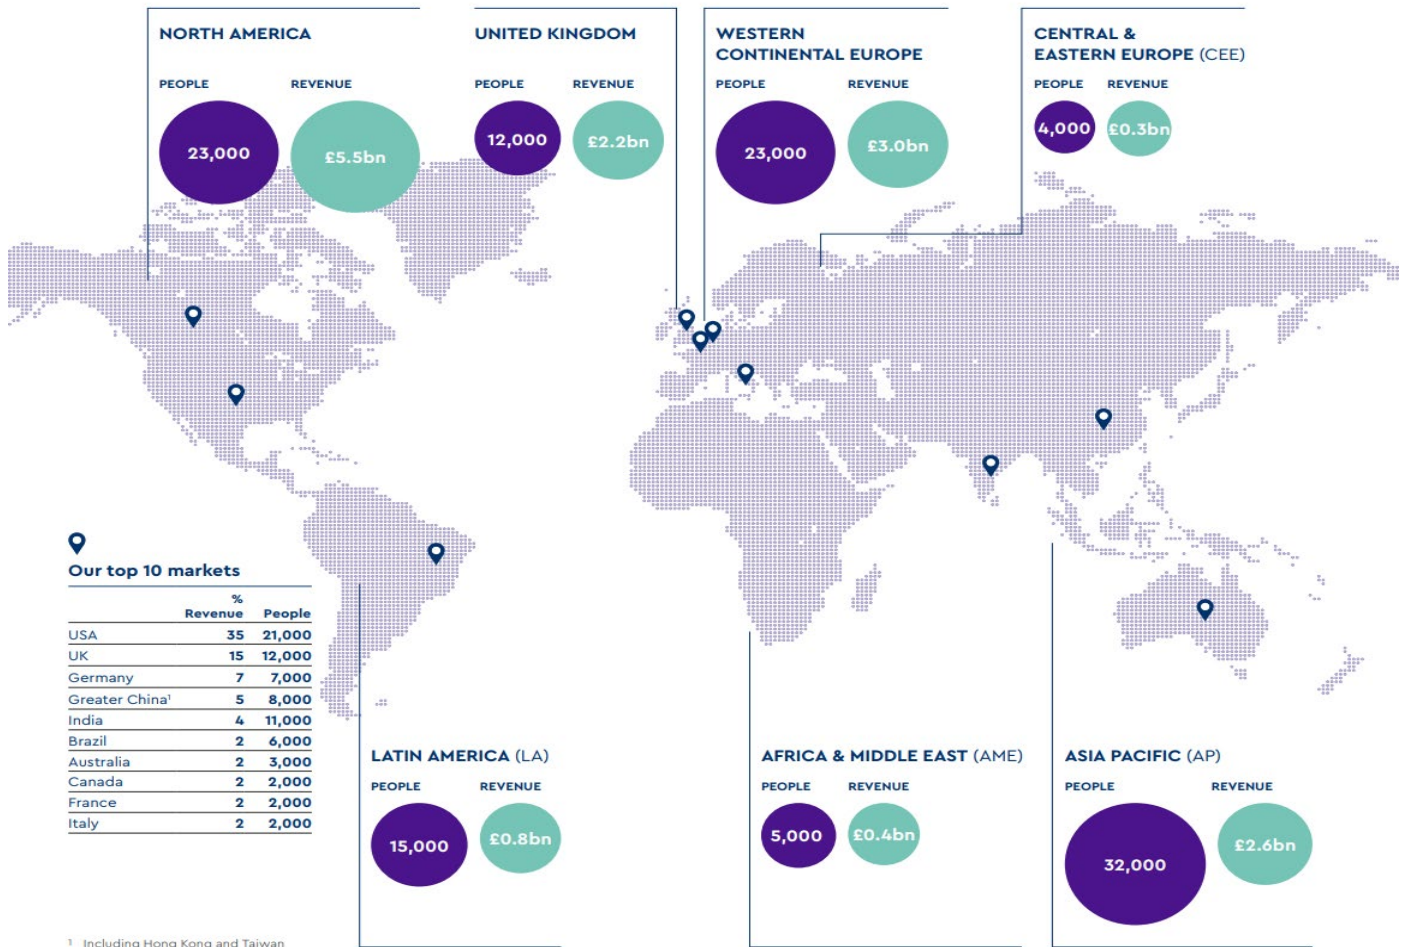 NORTH AMERICA
PEOPLE REVENUE
23,000 £5.5bn
UNITED KINGDOM
PEOPLE REVENUE
12,000 £2.2bn
WESTERN
CONTINENTAL EUROPE
PEOPLE REVENUE
23,000 £3.0bn
CENTRAL &
EASTERN EUROPE (CEE)
PEOPLE REVENUE
4,000 £0.3bn
Our top 10 markets
%
Revenue People
USA 35 21,000
UK 15 12,000
Germany 7 7,000
Greater China¹ 5 8,000
India 4 11,000
Brazil 2 6,000
Australia 2 3,000
Canada 2 2,000
France 2 2,000
Italy 2 2,000
LATIN AMERICA (LA)
PEOPLE REVENUE
15,000 £0.8bn
AFRICA & MIDDLE EAST (AME)
PEOPLE REVENUE
5,000 £0.4bn
ASIA PACIFIC (AP)
PEOPLE REVENUE
32,000 £2.6bn
¹ Including Hong Kong and Taiwan